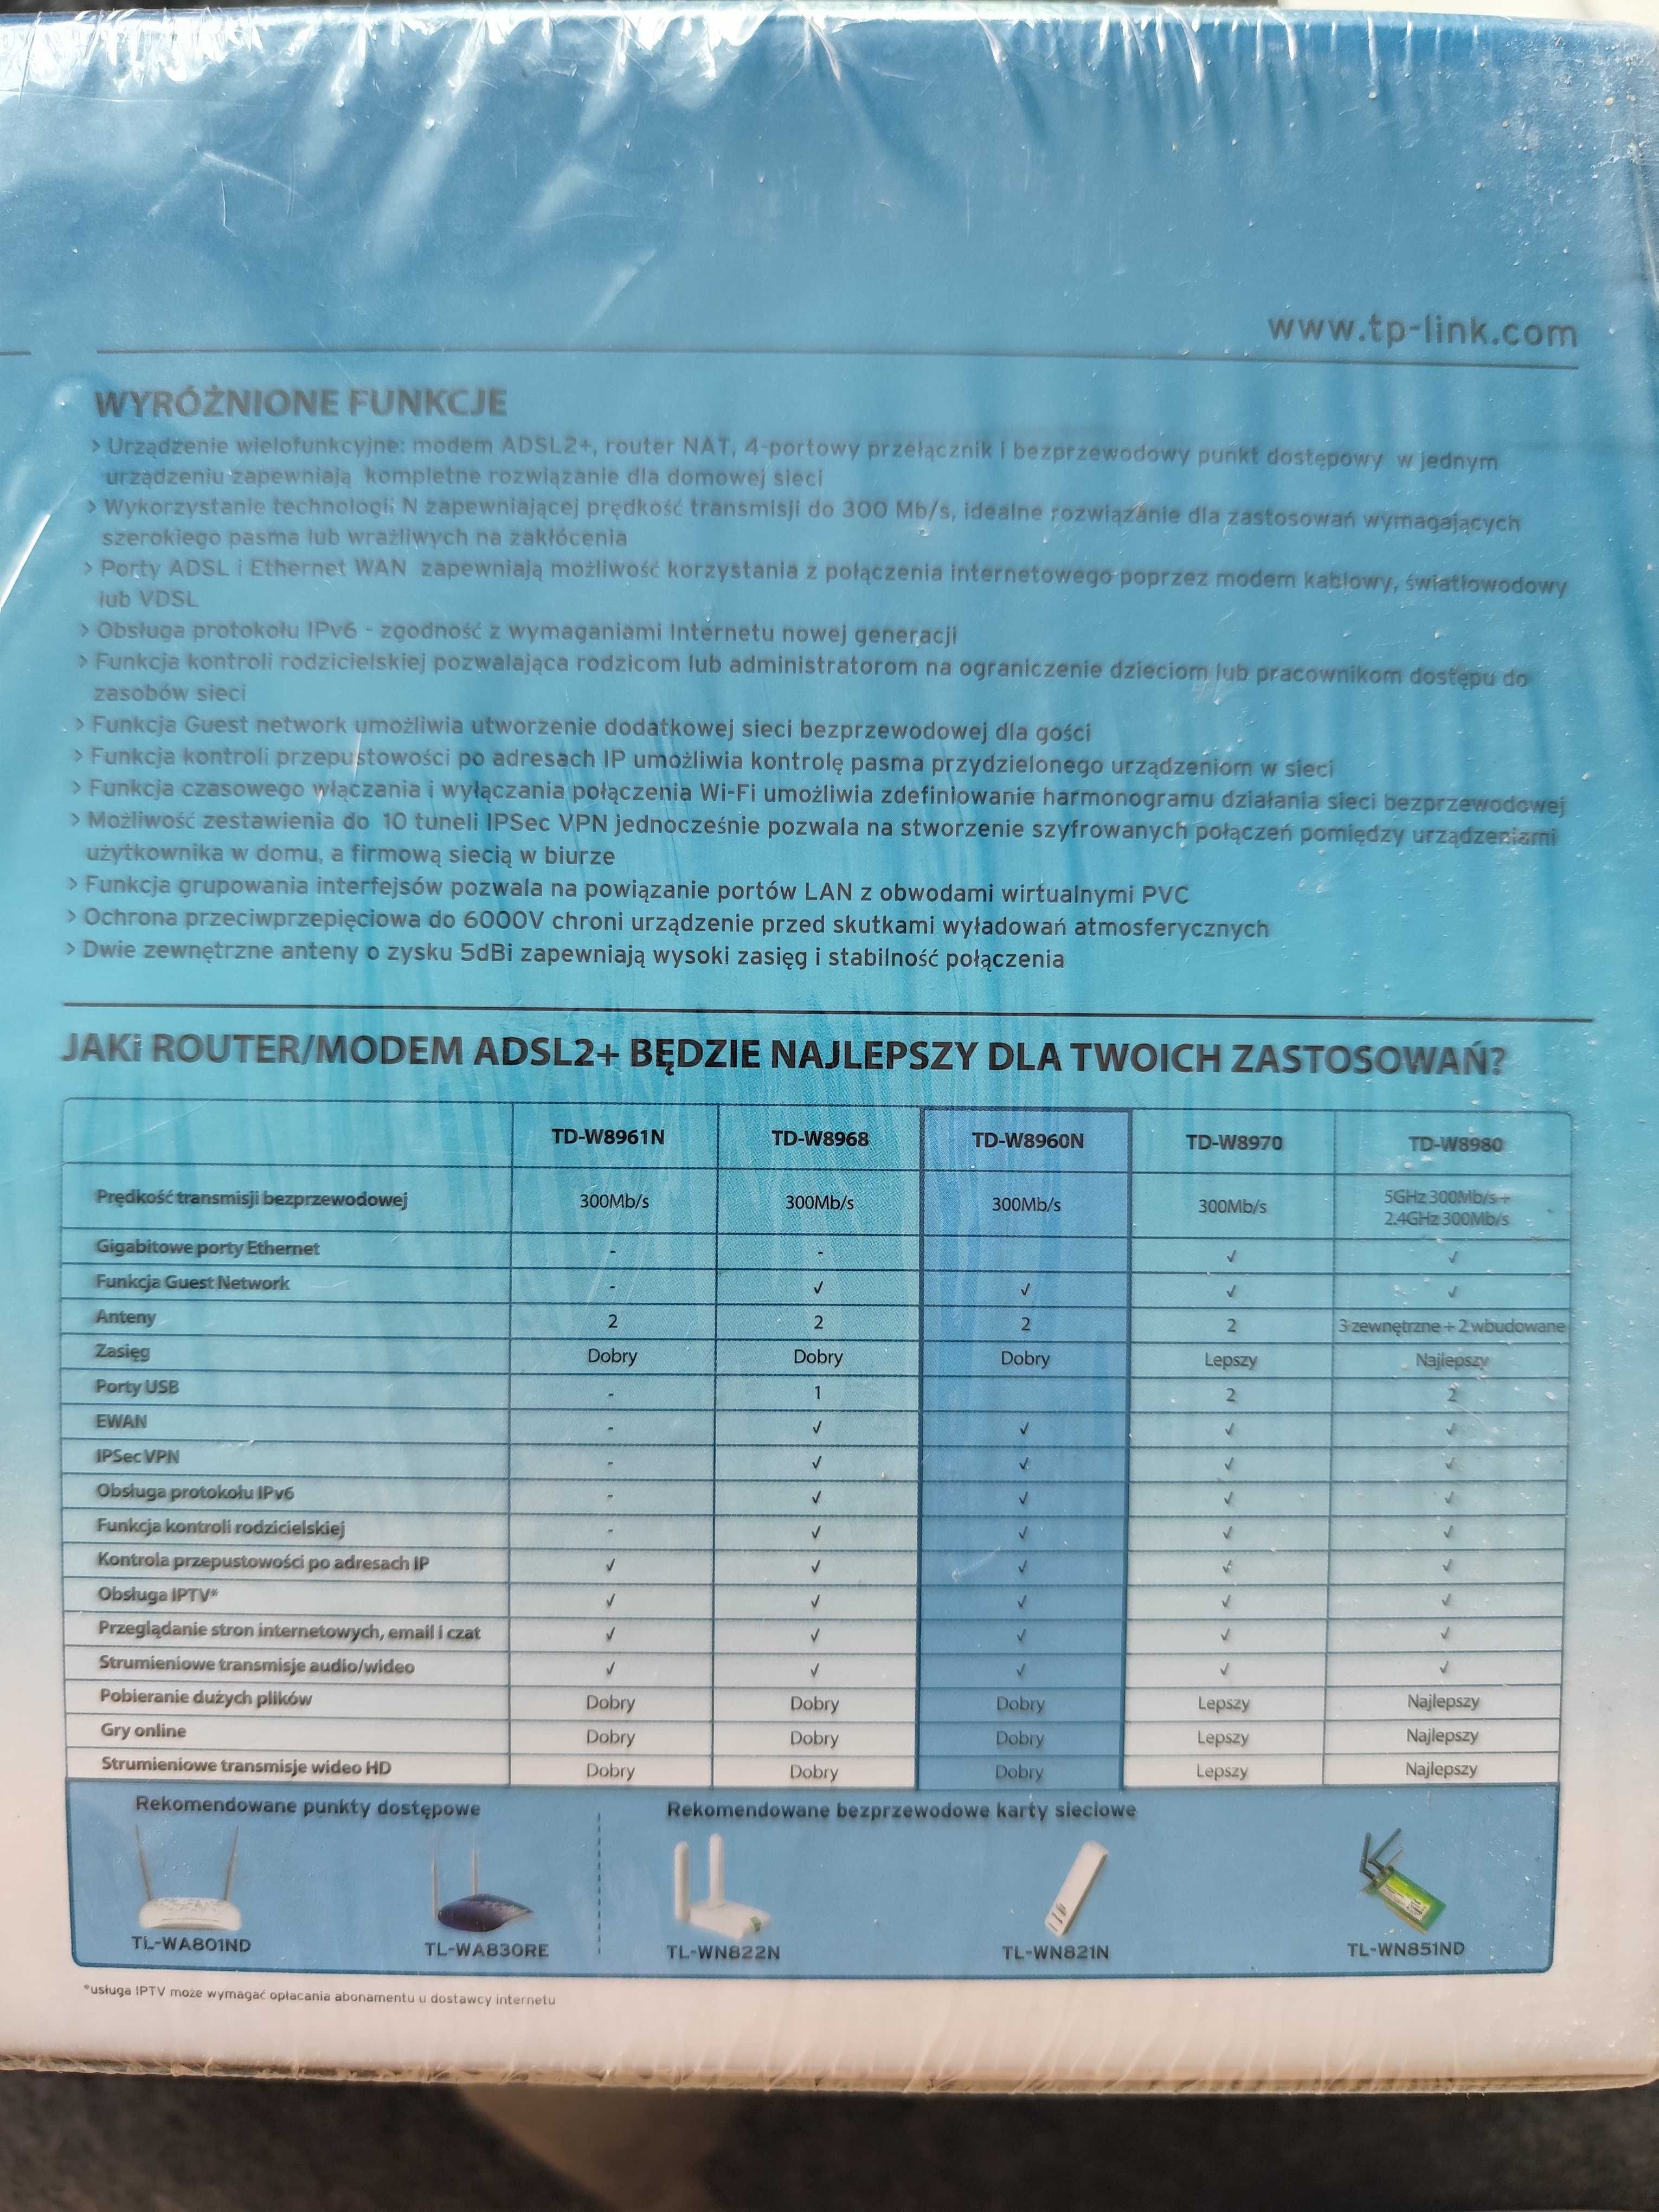 www.tp-link.com
WYRÓŻNIONE FUNKCJE
> Urządzenie wielofunkcyjne: modem ADSL2+, router NAT, 4-portowy przełącznik i bezprzewodowy punkt dostępowy w jednym
urządzeniu zapewniają kompletne rozwiązanie dla domowej sieci
> Wykorzystanie technologii N zapewniającej prędkość transmisji do 300 Mb/s, idealne rozwiązanie dla zastosowań wymagających
szerokiego pasma lub wrażliwych na zakłócenia
> Porty ADSL i Ethernet WAN zapewniają możliwość korzystania z połączenia internetowego poprzez modem kablowy, światłowodowy
lub VDSL
> Obsługa protokołu IPv6 - zgodność z wymaganiami Internetu nowej generacji
> Funkcja kontroli rodzicielskiej pozwalająca rodzicom lub administratorom na ograniczenie dzieciom lub pracownikom dostępu do
zasobów sieci
> Funkcja Guest network umożliwia utworzenie dodatkowej sieci bezprzewodowej dla gości
> Funkcja kontroli przepustowości po adresach IP umożliwia kontrolę pasma przydzielonego urządzeniom w sieci
> Funkcja czasowego włączania i wyłączania połączenia Wi-Fi umożliwia zdefiniowanie harmonogramu działania sieci bezprzewodowej
> Możliwość zestawienia do 10 tuneli IPSec VPN jednocześnie pozwala na stworzenie szyfrowanych połączeń pomiędzy urządzeniami
użytkownika w domu, a firmową siecią w biurze
> Funkcja grupowania interfejsów pozwala na powiązanie portów LAN z obwodami wirtualnymi PVC
> Ochrona przeciwprzepięciowa do 6000V chroni urządzenie przed skutkami wyładowań atmosferycznych
> Dwie zewnętrzne anteny o zysku 5dBi zapewniają wysoki zasięg i stabilność połączenia
JAKI ROUTER/MODEM ADSL2+ BĘDZIE NAJLEPSZY DLA TWOICH ZASTOSOWAŃ?
TD-W8961N TD-W8968 TD-W8960N TD-W8970 TD-W8980
Prędkość transmisji bezprzewodowej 300Mb/s 300Mb/s 300Mb/s 300Mb/s 5GHz 300Mb/s +
2.4GHz 300Mb/s
Gigabitowe porty Ethernet - - √ √
Funkcja Guest Network - √ √ √ √
Anteny 2 2 2 2 3 zewnętrzne + 2 wbudowane
Zasięg Dobry Dobry Dobry Lepszy Najlepszy
Porty USB - 1 2 2
EWAN - √ √ √ √
IPSec VPN - √ √ √ √
Obsługa protokołu IPv6 - √ √ √ √
Funkcja kontroli rodzicielskiej - √ √ √ √
Kontrola przepustowości po adresach IP √ √ √ √ √
Obsługa IPTV* √ √ √ √ √
Przeglądanie stron internetowych, email i czat √ √ √ √ √
Strumieniowe transmisje audio/wideo √ √ √ √ √
Pobieranie dużych plików Dobry Dobry Dobry Lepszy Najlepszy
Gry online Dobry Dobry Dobry Lepszy Najlepszy
Strumieniowe transmisje wideo HD Dobry Dobry Dobry Lepszy Najlepszy
Rekomendowane punkty dostępowe Rekomendowane bezprzewodowe karty sieciowe
TL-WA801ND TL-WA830RE TL-WN822N TL-WN821N TL-WN851ND
*usługa IPTV może wymagać opłacania abonamentu u dostawcy internetu